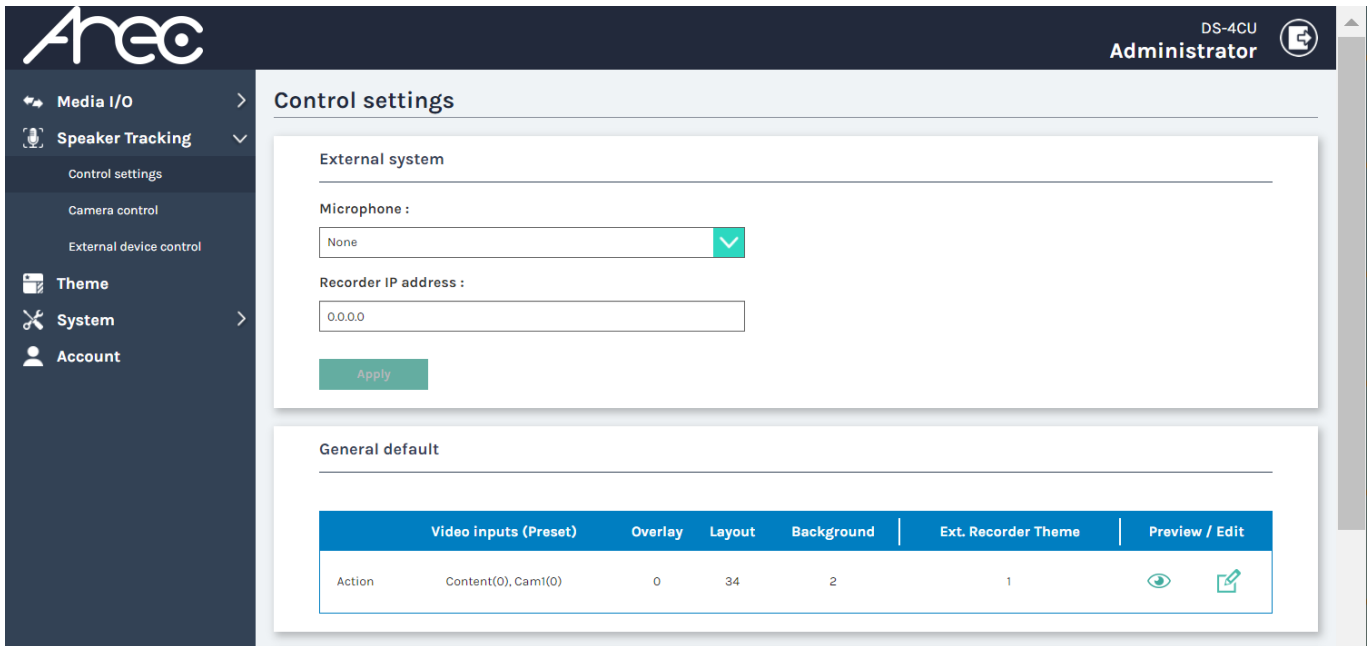 Arec
DS-4CU
Administrator
Media I/O
Speaker Tracking
Control settings
Camera control
External device control
Theme
System
Account
Control settings
External system
Microphone :
None
Recorder IP address :
0.0.0.0
Apply
General default
Video inputs (Preset) Overlay Layout Background Ext. Recorder Theme Preview / Edit
Action Content(0), Cam1(0) 0 34 2 1